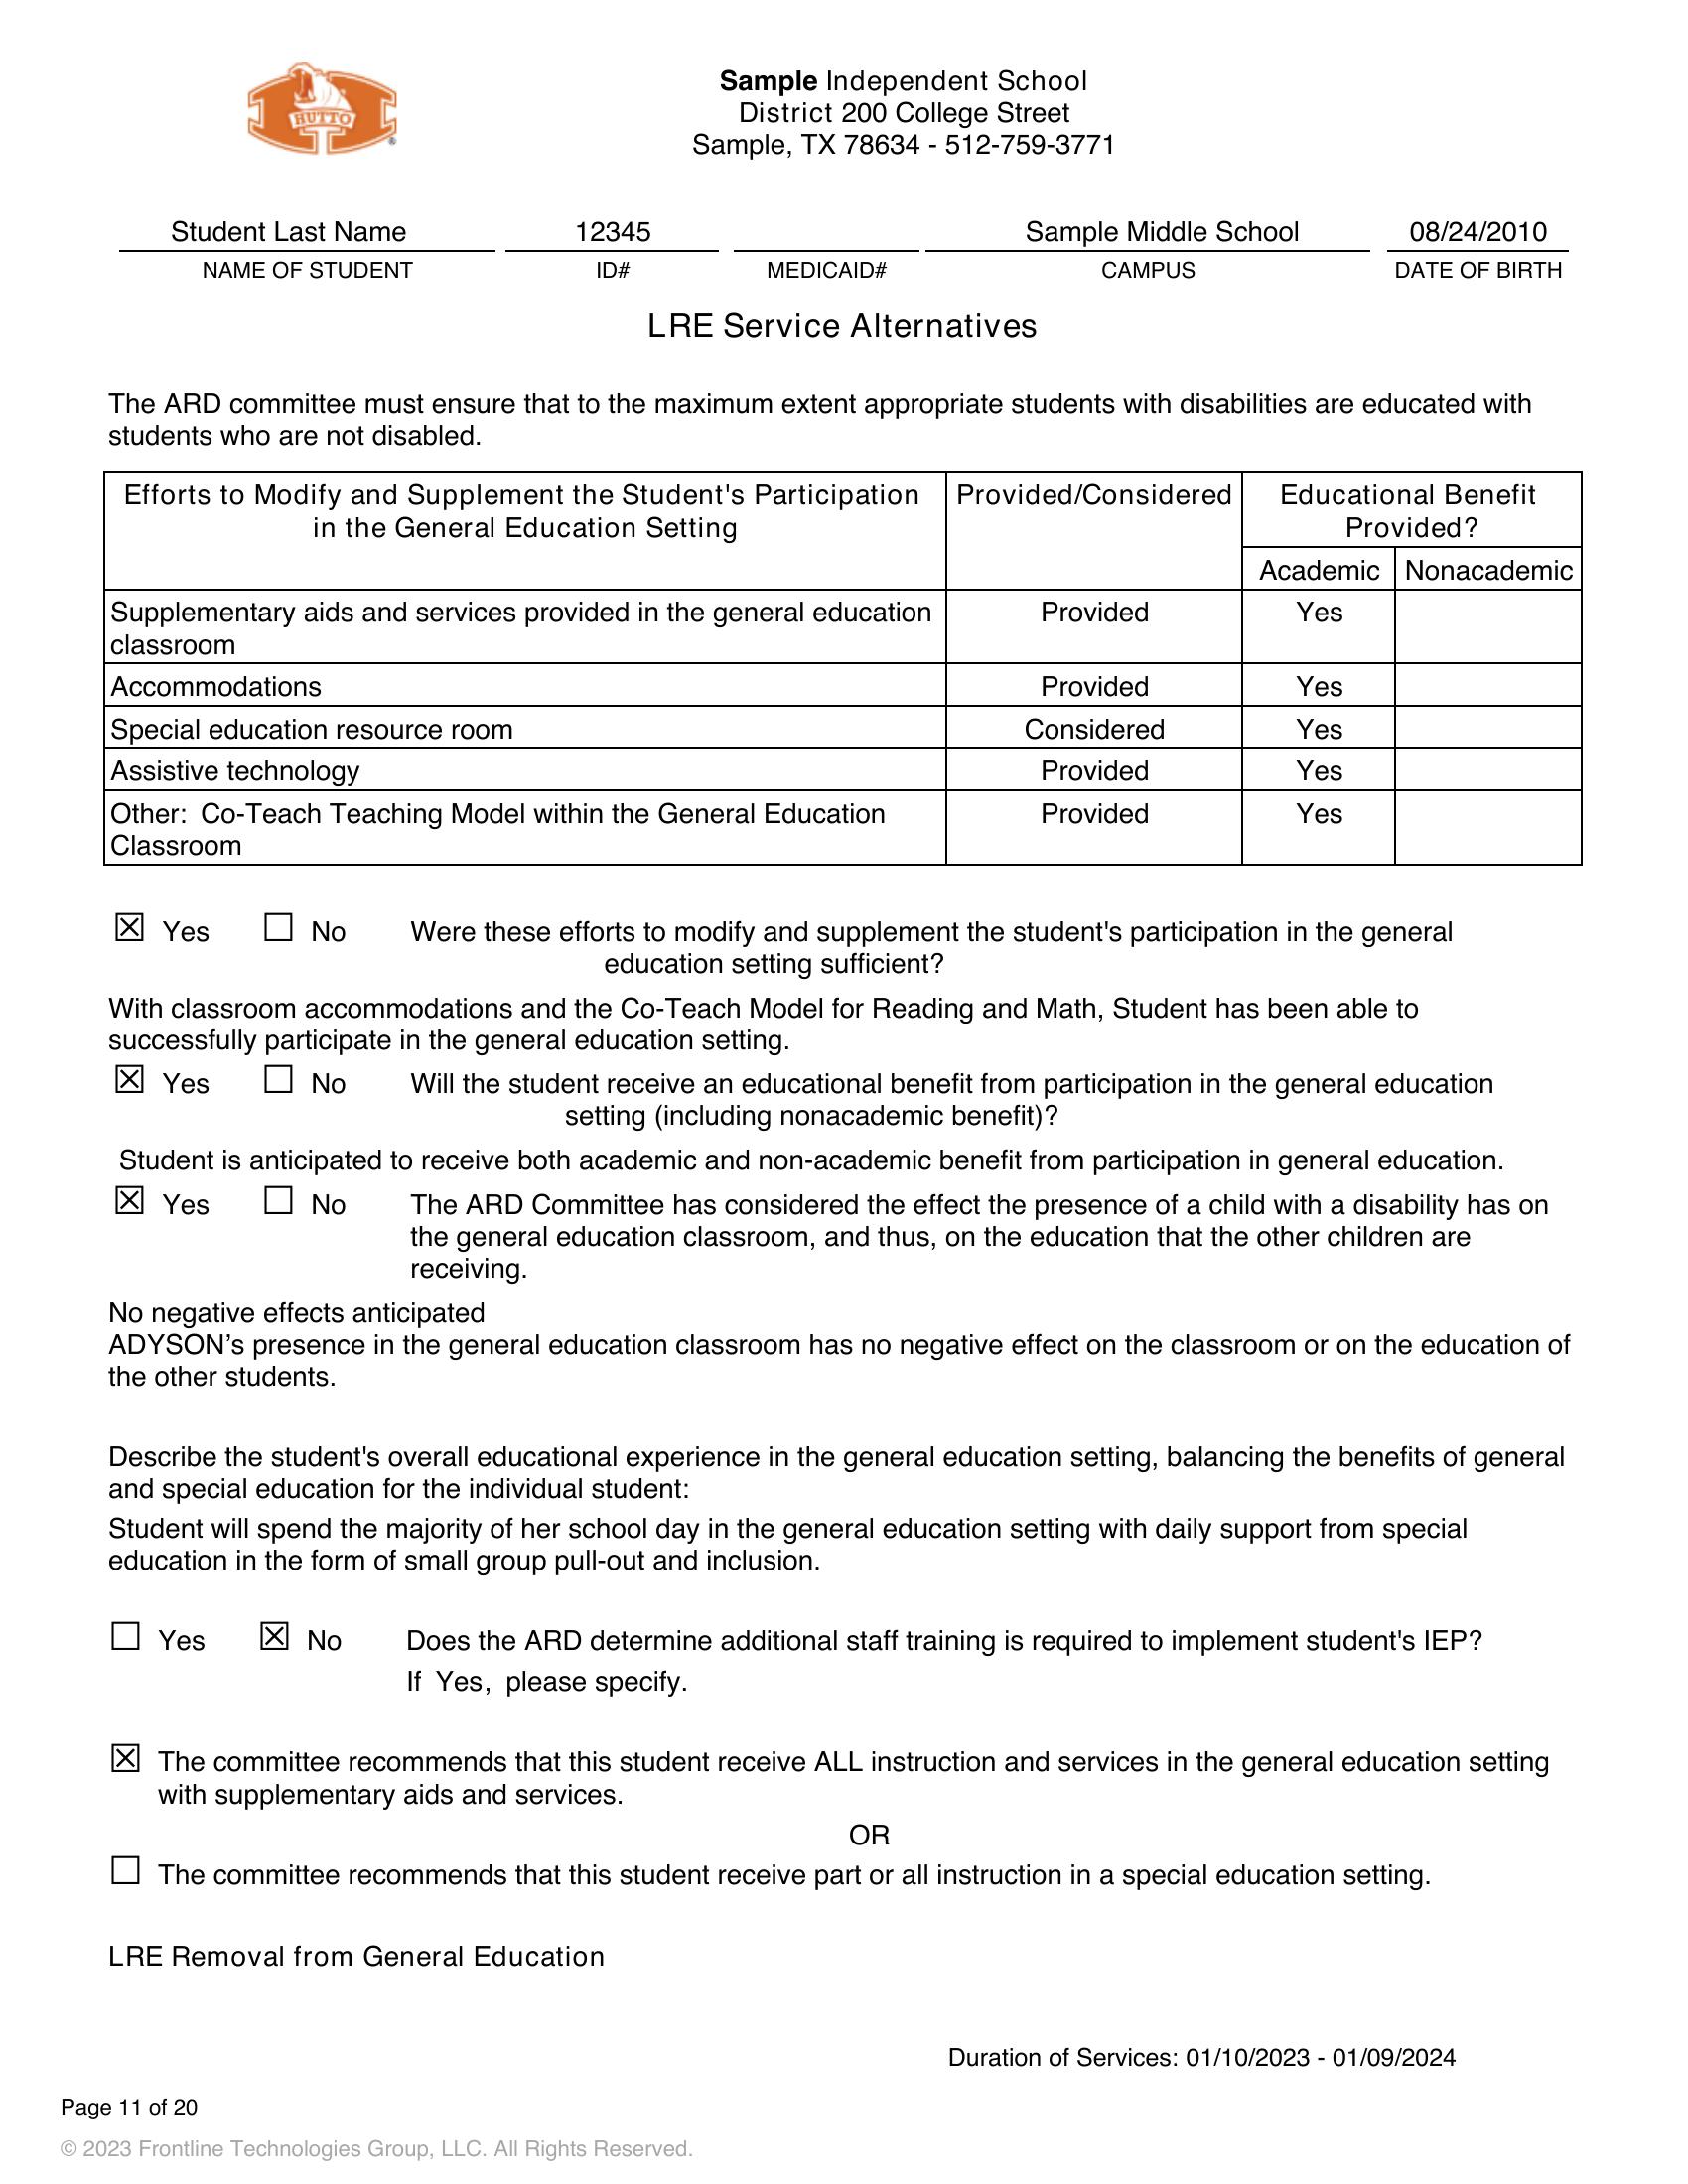 HUTTO
®
Sample Independent School
District 200 College Street
Sample, TX 78634 - 512-759-3771
Student Last Name 12345 Sample Middle School 08/24/2010
NAME OF STUDENT ID# MEDICAID# CAMPUS DATE OF BIRTH
LRE Service Alternatives
The ARD committee must ensure that to the maximum extent appropriate students with disabilities are educated with
students who are not disabled.
Efforts to Modify and Supplement the Student's Participation Provided/Considered Educational Benefit
in the General Education Setting Provided?
Academic Nonacademic
Supplementary aids and services provided in the general education Provided Yes
classroom
Accommodations Provided Yes
Special education resource room Considered Yes
Assistive technology Provided Yes
Other: Co-Teach Teaching Model within the General Education Provided Yes
Classroom
☒ Yes ☐ No Were these efforts to modify and supplement the student's participation in the general
education setting sufficient?
With classroom accommodations and the Co-Teach Model for Reading and Math, Student has been able to
successfully participate in the general education setting.
☒ Yes ☐ No Will the student receive an educational benefit from participation in the general education
setting (including nonacademic benefit)?
Student is anticipated to receive both academic and non-academic benefit from participation in general education.
☒ Yes ☐ No The ARD Committee has considered the effect the presence of a child with a disability has on
the general education classroom, and thus, on the education that the other children are
receiving.
No negative effects anticipated
ADYSON’s presence in the general education classroom has no negative effect on the classroom or on the education of
the other students.
Describe the student's overall educational experience in the general education setting, balancing the benefits of general
and special education for the individual student:
Student will spend the majority of her school day in the general education setting with daily support from special
education in the form of small group pull-out and inclusion.
☐ Yes ☒ No Does the ARD determine additional staff training is required to implement student's IEP?
If Yes, please specify.
☒ The committee recommends that this student receive ALL instruction and services in the general education setting
with supplementary aids and services.
OR
☐ The committee recommends that this student receive part or all instruction in a special education setting.
LRE Removal from General Education
Duration of Services: 01/10/2023 - 01/09/2024
Page 11 of 20
© 2023 Frontline Technologies Group, LLC. All Rights Reserved.